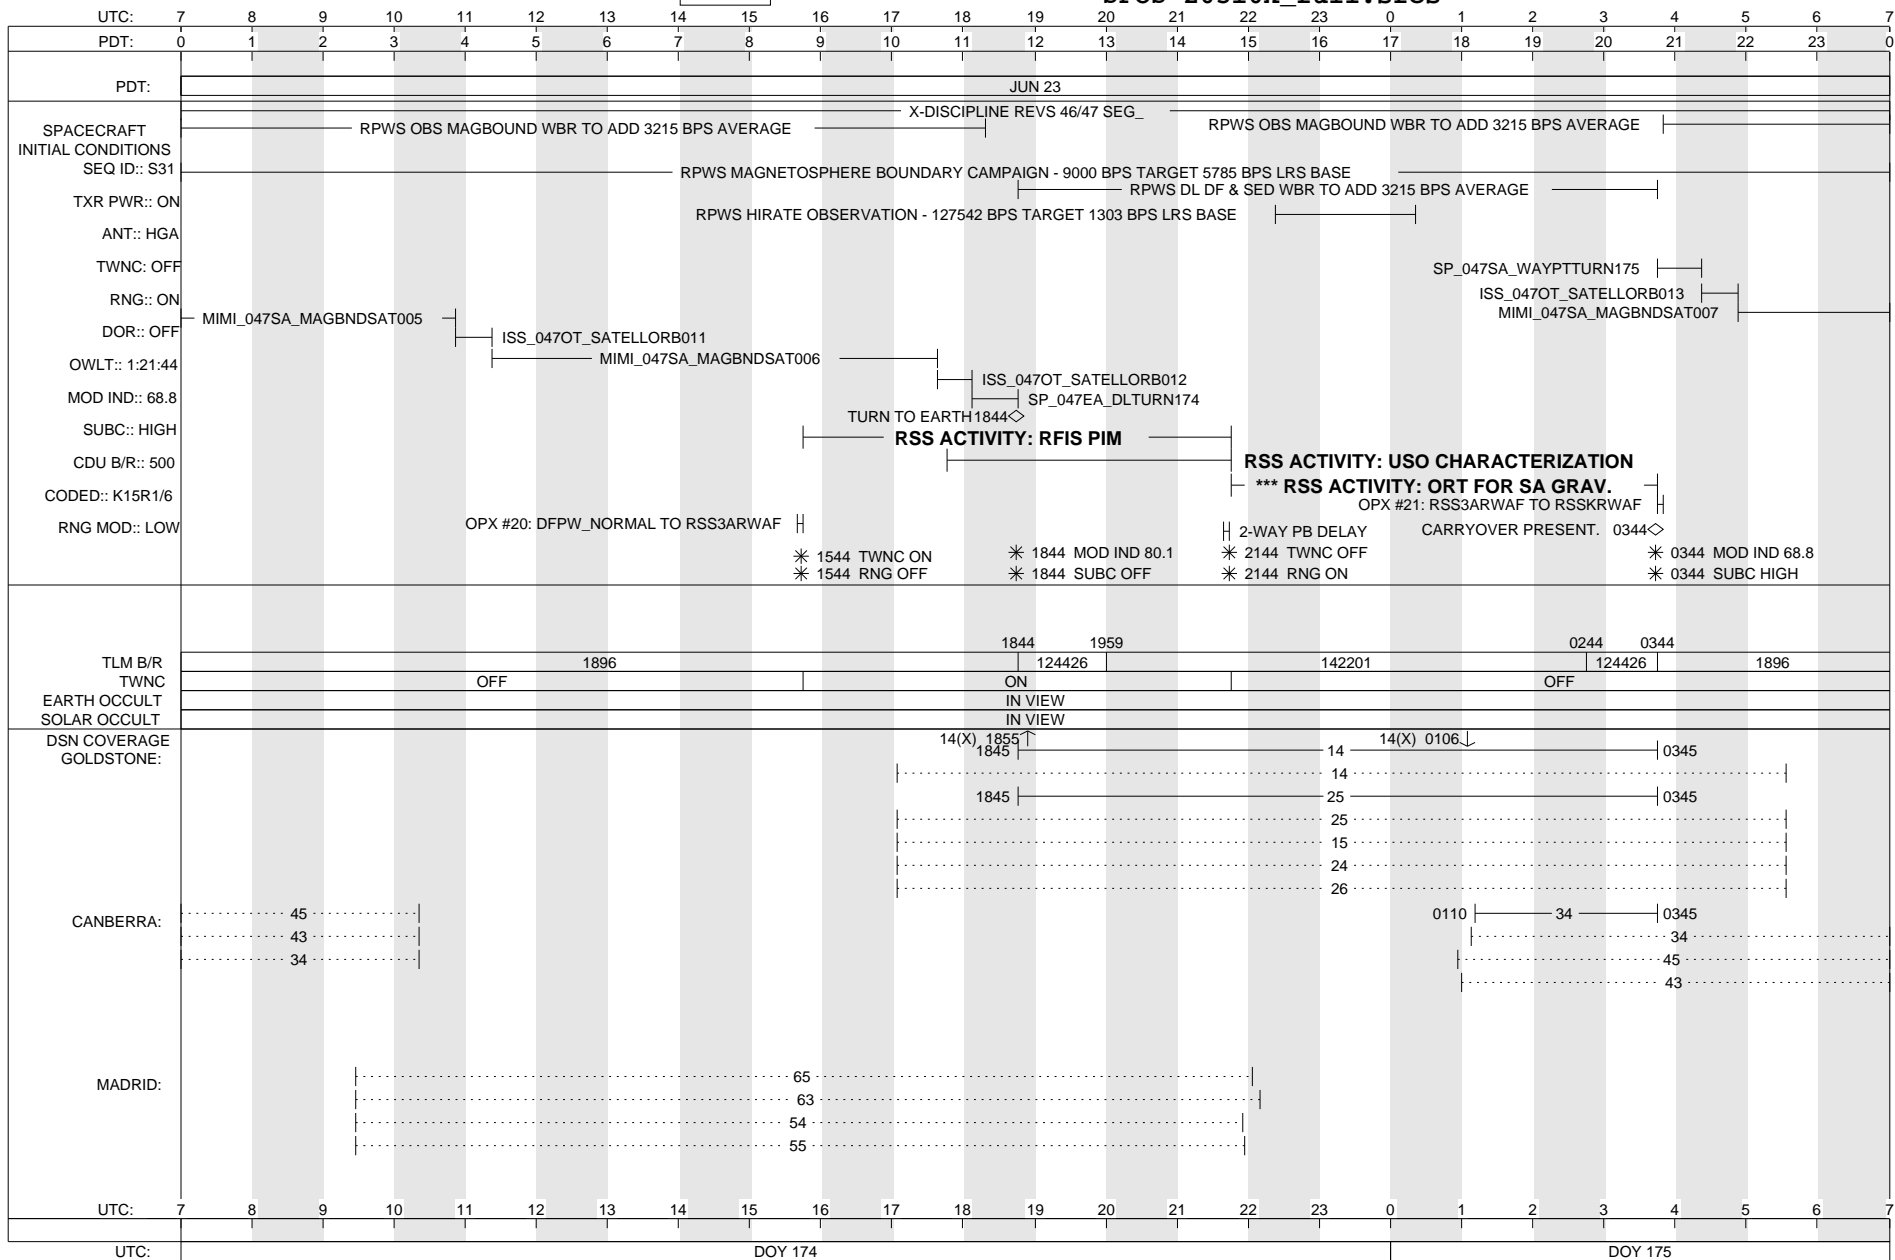 UTC: 7 8 9 10 11 12 13 14 15 16 17 18 19 20 21 22 23 0 1 2 3 4 5 6 7
PDT: 0 1 2 3 4 5 6 7 8 9 10 11 12 13 14 15 16 17 18 19 20 21 22 23 0
PDT: JUN 23
X-DISCIPLINE REVS 46/47 SEG_
SPACECRAFT
INITIAL CONDITIONS
RPWS OBS MAGBOUND WBR TO ADD 3215 BPS AVERAGE
RPWS OBS MAGBOUND WBR TO ADD 3215 BPS AVERAGE
SEQ ID:: S31
RPWS MAGNETOSPHERE BOUNDARY CAMPAIGN - 9000 BPS TARGET 5785 BPS LRS BASE
RPWS DL DF & SED WBR TO ADD 3215 BPS AVERAGE
TXR PWR:: ON
RPWS HIRATE OBSERVATION - 127542 BPS TARGET 1303 BPS LRS BASE
ANT:: HGA
TWNC: OFF
SP_047SA_WAYPTTURN175
RNG:: ON
ISS_047OT_SATELLORB013
MIMI_047SA_MAGBNDSAT005
MIMI_047SA_MAGBNDSAT007
DOR:: OFF
ISS_047OT_SATELLORB011
OWLT:: 1:21:44
MIMI_047SA_MAGBNDSAT006
ISS_047OT_SATELLORB012
MOD IND:: 68.8
SP_047EA_DLTURN174
TURN TO EARTH 1844
SUBC:: HIGH
RSS ACTIVITY: RFIS PIM
CDU B/R:: 500
RSS ACTIVITY: USO CHARACTERIZATION
*** RSS ACTIVITY: ORT FOR SA GRAV.
CODED:: K15R1/6
OPX #21: RSS3ARWAF TO RSSKRWAF
RNG MOD:: LOW
OPX #20: DFPW_NORMAL TO RSS3ARWAF
2-WAY PB DELAY
CARRYOVER PRESENT. 0344
1544 TWNC ON
1844 MOD IND 80.1
2144 TWNC OFF
0344 MOD IND 68.8
1544 RNG OFF
1844 SUBC OFF
2144 RNG ON
0344 SUBC HIGH
1844 1959 0244 0344
TLM B/R 1896 124426 142201 124426 1896
TWNC OFF ON OFF
EARTH OCCULT IN VIEW
SOLAR OCCULT IN VIEW
DSN COVERAGE
14(X) 1855
14(X) 0106
GOLDSTONE:
1845 14 0345
14
1845 25 0345
25
15
24
26
CANBERRA:
45
0110 34 0345
43
34
34
45
43
MADRID:
65
63
54
55
UTC: 7 8 9 10 11 12 13 14 15 16 17 18 19 20 21 22 23 0 1 2 3 4 5 6 7
UTC: DOY 174 DOY 175